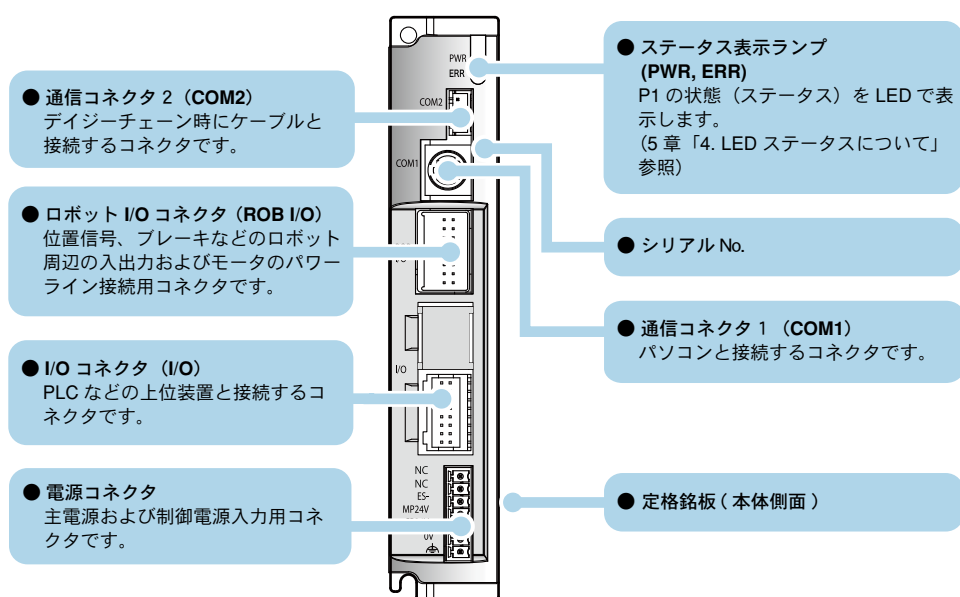 ● 通信コネクタ 2（COM2）
デイジーチェーン時にケーブルと
接続するコネクタです。
● ロボット I/O コネクタ（ROB I/O）
位置信号、ブレーキなどのロボット
周辺の入出力およびモータのパワー
ライン接続用コネクタです。
● I/O コネクタ（I/O）
PLC などの上位装置と接続するコ
ネクタです。
● 電源コネクタ
主電源および制御電源入力用コネ
クタです。
PWR
ERR
COM2
COM1
I/O
NC
NC
ES-
MP24V
0V
● ステータス表示ランプ
(PWR, ERR)
P1 の状態（ステータス）を LED で表
示します。
（5 章「4. LED ステータスについて」
参照）
● シリアル No.
● 通信コネクタ 1 （COM1）
パソコンと接続するコネクタです。
● 定格銘板 ( 本体側面 )